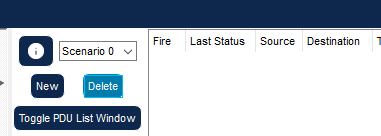 Scenario 0
Fire Last Status Source Destination
New Delete
Toggle PDU List Window